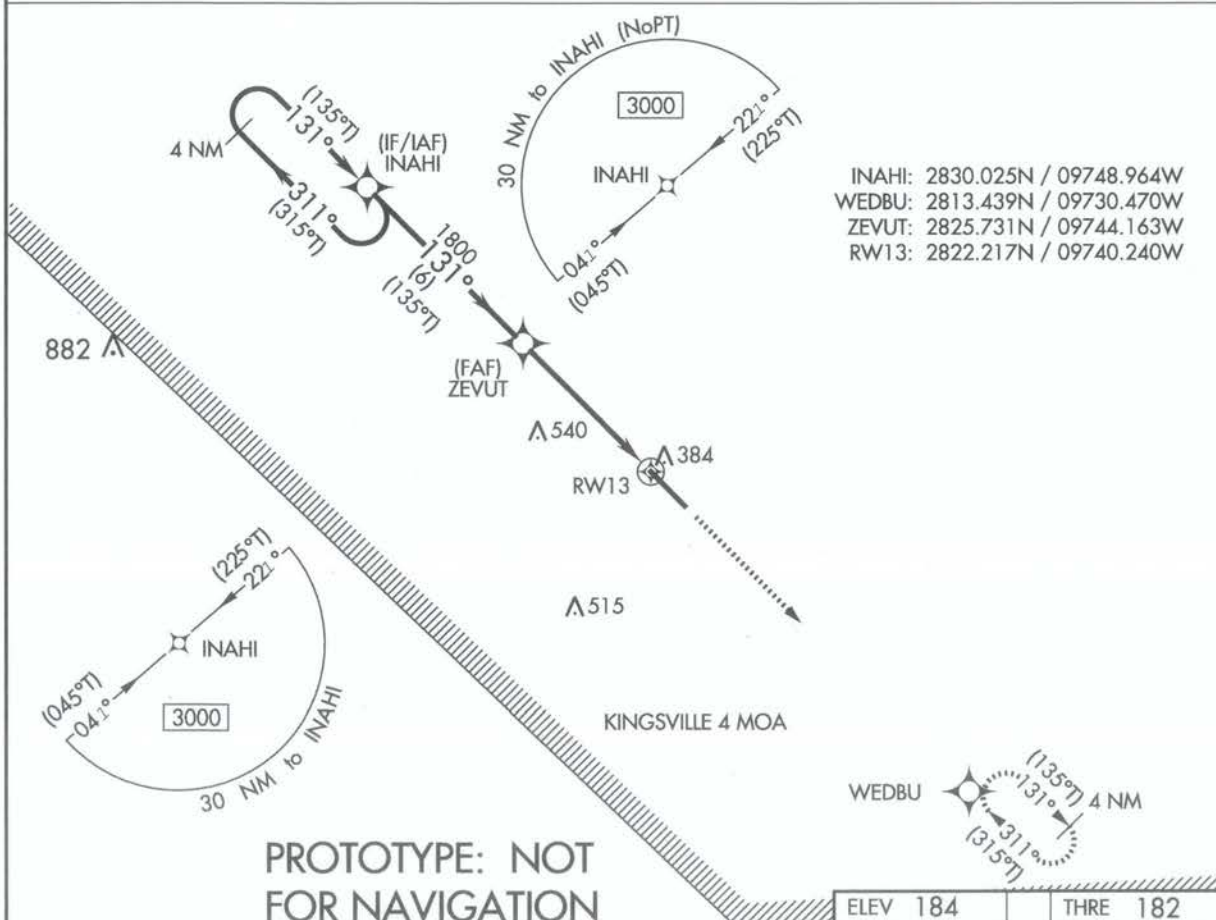 30 NM to INAHI (NoPT)
3000
221°
(225°T)
INAHI
041°
(045°T)
(135°T)
131°
4 NM
(IF/IAF)
INAHI
311°
(315°T)
1800
131°
(6)
(135°T)
INAHI: 2830.025N / 09748.964W
WEDBU: 2813.439N / 09730.470W
ZEVUT: 2825.731N / 09744.163W
RW13: 2822.217N / 09740.240W
882
(FAF)
ZEVUT
540
384
RW13
515
(225°T)
221°
INAHI
(045°T)
041°
3000
30 NM to INAHI
KINGSVILLE 4 MOA
WEDBU
(135°T)
131°
4 NM
311°
(315°T)
PROTOTYPE: NOT
FOR NAVIGATION
ELEV 184
THRE 182